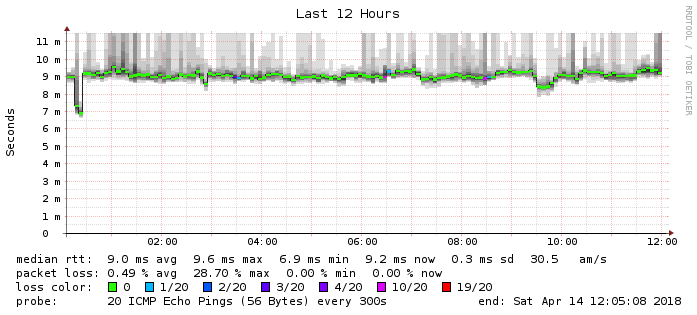 Last 12 Hours
RRDTOOL / TOBI OETIKER
Seconds
11 m
10 m
9 m
8 m
7 m
6 m
5 m
4 m
3 m
2 m
1 m
0
02:00 04:00 06:00 08:00 10:00 12:00
median rtt: 9.0 ms avg 9.6 ms max 6.9 ms min 9.2 ms now 0.3 ms sd 30.5 am/s
packet loss: 0.49 % avg 28.70 % max 0.00 % min 0.00 % now
loss color: 0 1/20 2/20 3/20 4/20 10/20 19/20
probe: 20 ICMP Echo Pings (56 Bytes) every 300s end: Sat Apr 14 12:05:08 2018